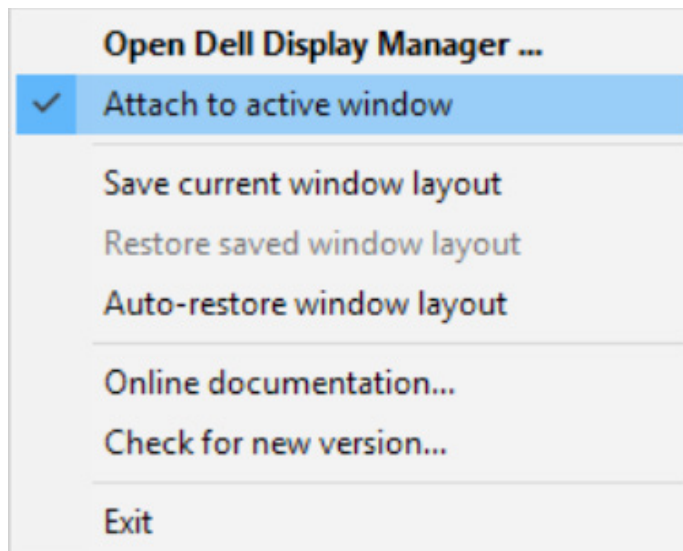 Open Dell Display Manager ...
Attach to active window
Save current window layout
Restore saved window layout
Auto-restore window layout
Online documentation...
Check for new version...
Exit